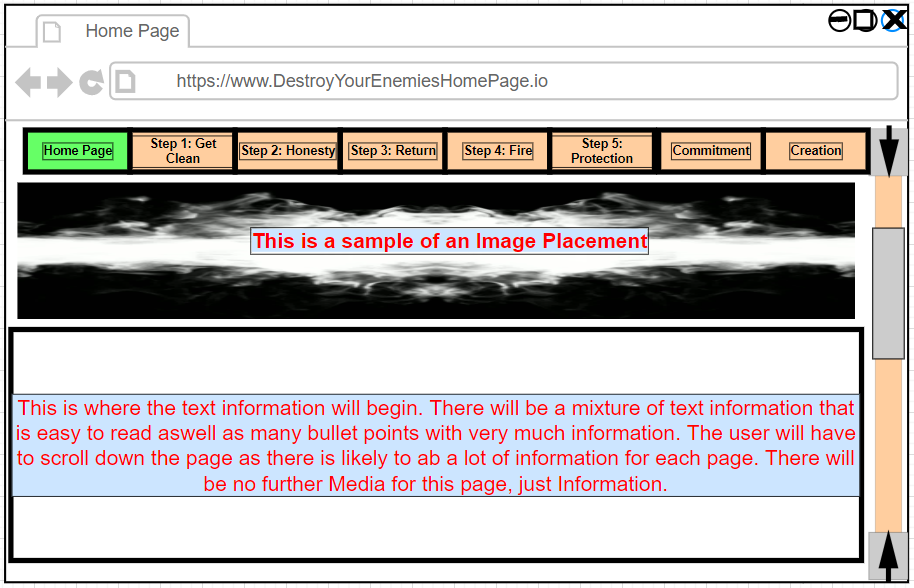 Home Page
https://www.DestroyYourEnemiesHomePage.io
Home Page
Step 1: Get
Clean
Step 2: Honesty
Step 3: Return
Step 4: Fire
Step 5:
Protection
Commitment
Creation
This is a sample of an Image Placement
This is where the text information will begin. There will be a mixture of text information that
is easy to read aswell as many bullet points with very much information. The user will have
to scroll down the page as there is likely to ab a lot of information for each page. There will
be no further Media for this page, just Information.